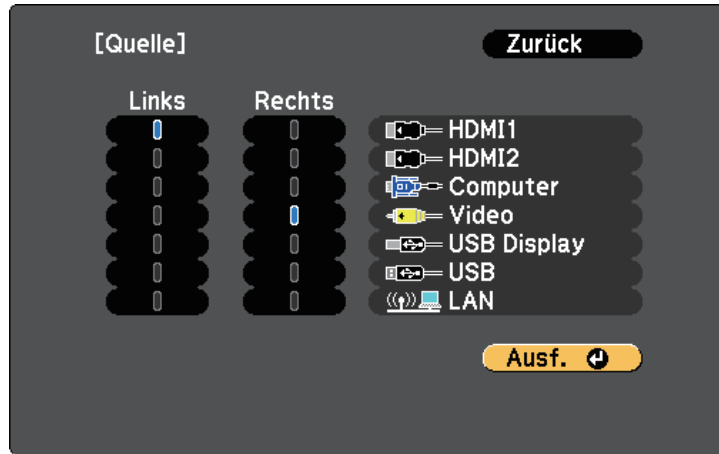 [Quelle] Zurück
Links Rechts
HDMI1
HDMI2
Computer
Video
USB Display
USB
LAN
Ausf.